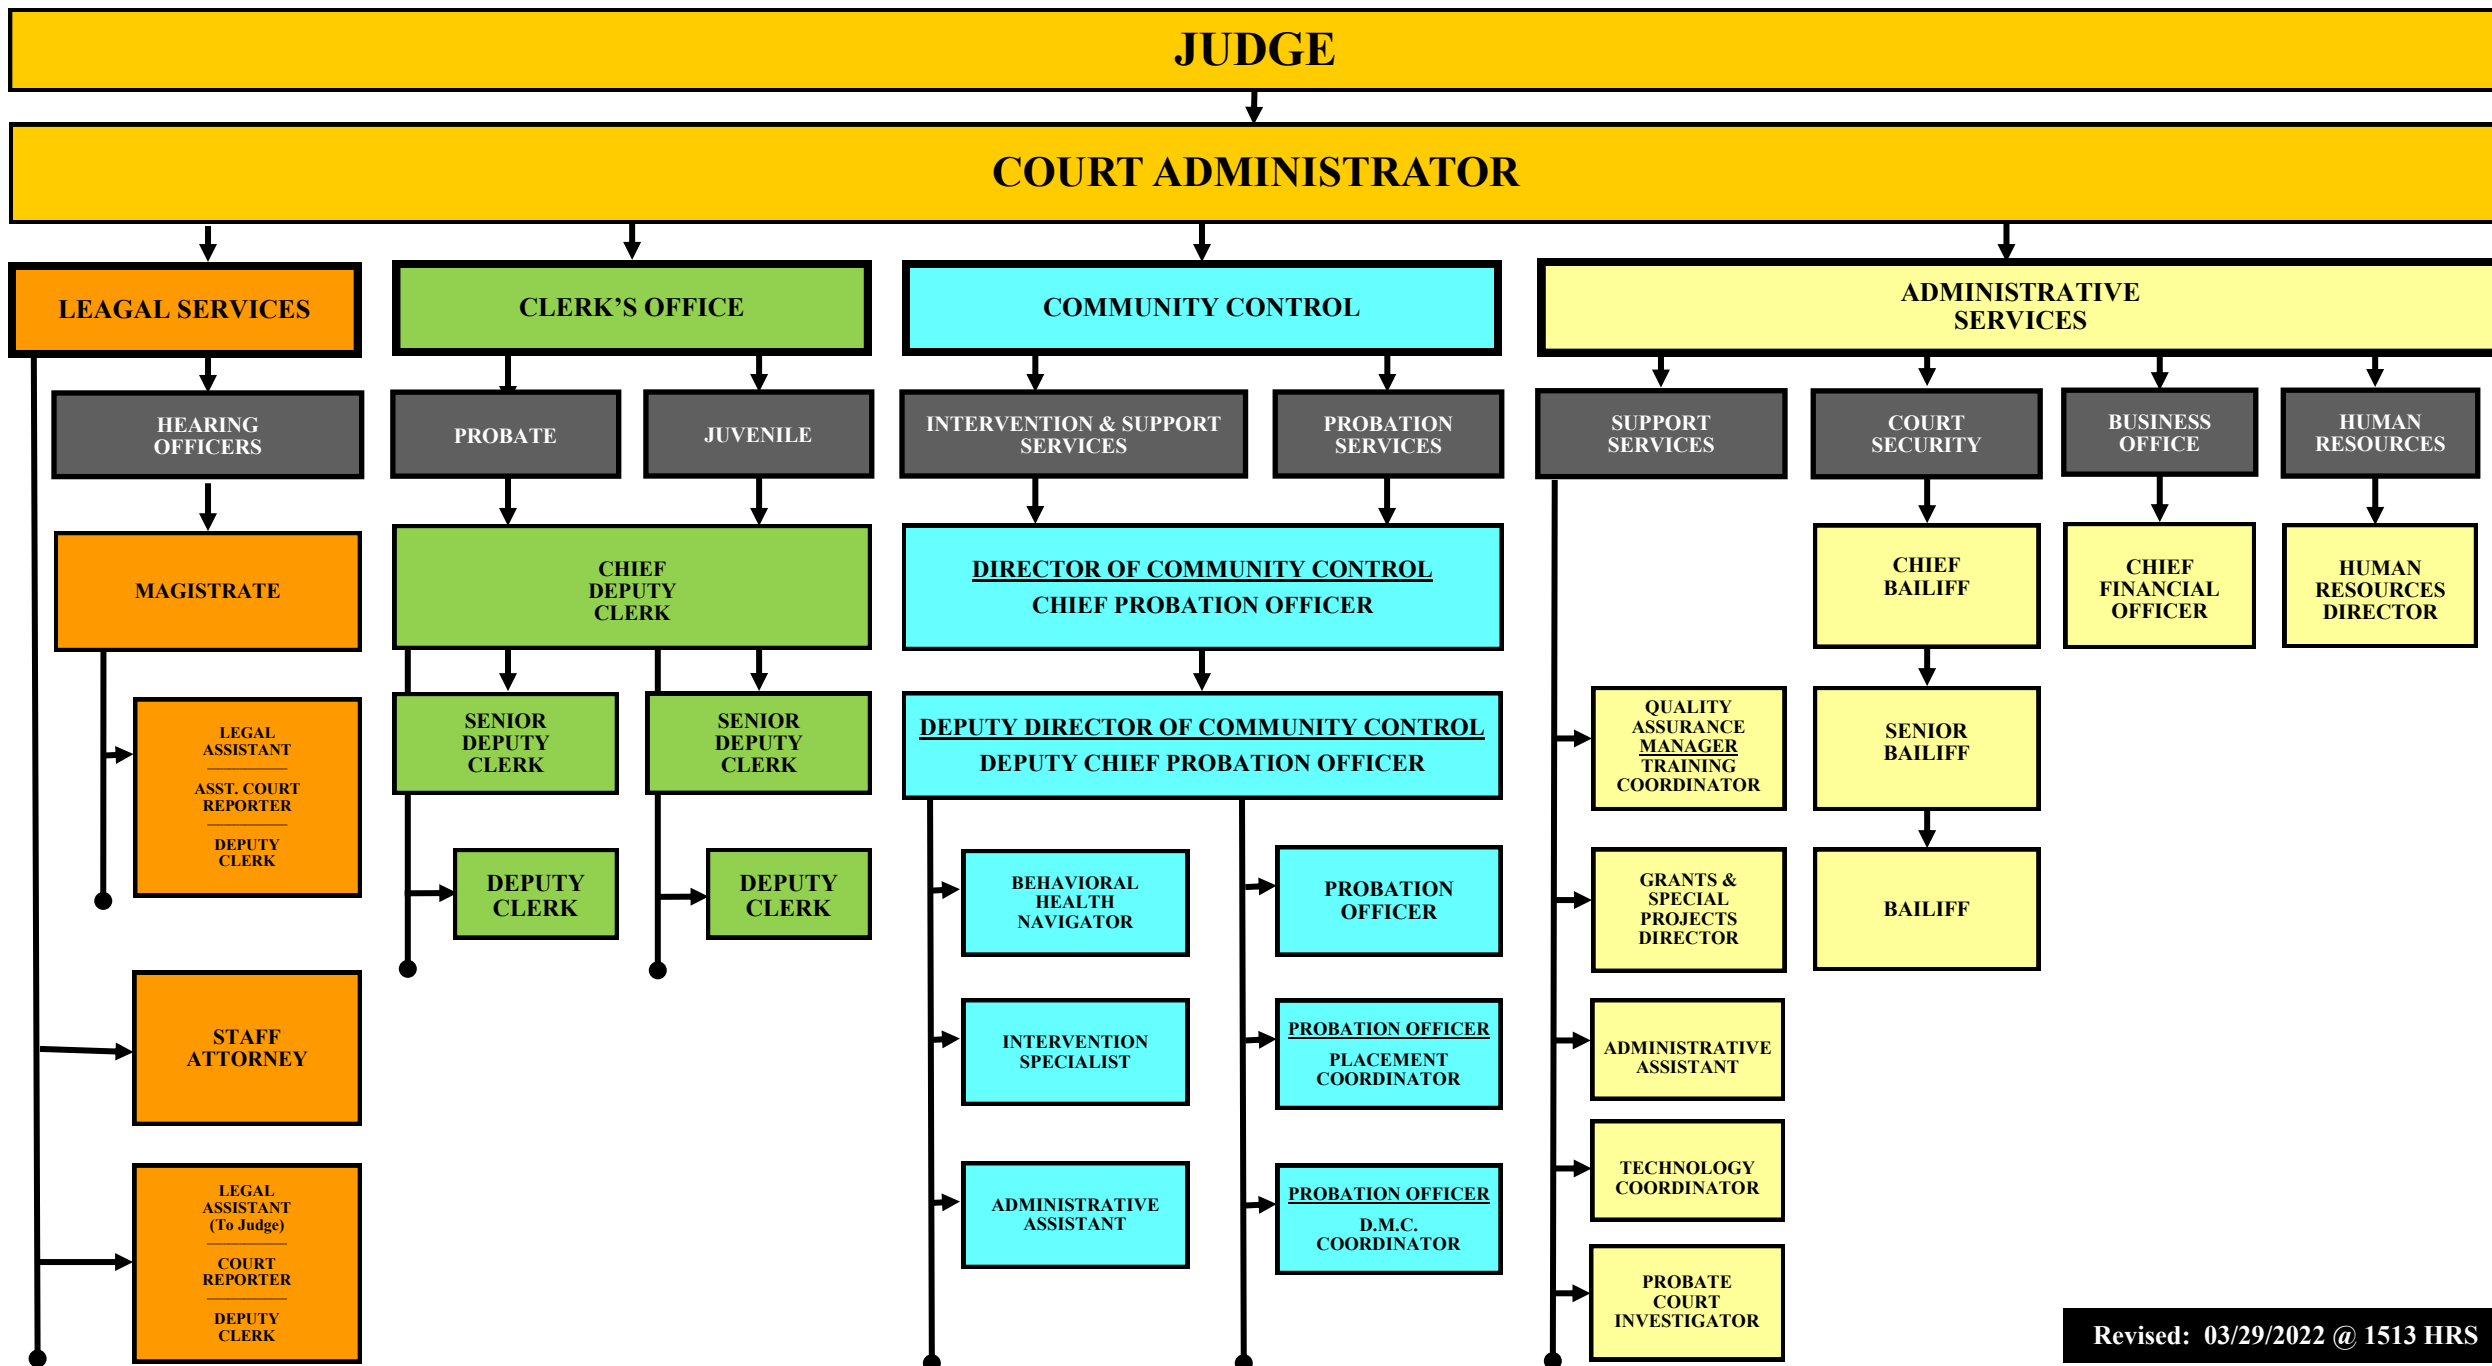 JUDGE
COURT ADMINISTRATOR
LEAGAL SERVICES
CLERK’S OFFICE
COMMUNITY CONTROL
ADMINISTRATIVE
SERVICES
HEARING
OFFICERS
PROBATE
JUVENILE
INTERVENTION & SUPPORT
SERVICES
PROBATION
SERVICES
SUPPORT
SERVICES
COURT
SECURITY
BUSINESS
OFFICE
HUMAN
RESOURCES
MAGISTRATE
CHIEF
DEPUTY
CLERK
DIRECTOR OF COMMUNITY CONTROL
CHIEF PROBATION OFFICER
CHIEF
BAILIFF
CHIEF
FINANCIAL
OFFICER
HUMAN
RESOURCES
DIRECTOR
LEGAL
ASSISTANT
ASST. COURT
REPORTER
DEPUTY
CLERK
SENIOR
DEPUTY
CLERK
SENIOR
DEPUTY
CLERK
DEPUTY DIRECTOR OF COMMUNITY CONTROL
DEPUTY CHIEF PROBATION OFFICER
QUALITY
ASSURANCE
MANAGER
TRAINING
COORDINATOR
SENIOR
BAILIFF
DEPUTY
CLERK
DEPUTY
CLERK
BEHAVIORAL
HEALTH
NAVIGATOR
PROBATION
OFFICER
GRANTS &
SPECIAL
PROJECTS
DIRECTOR
BAILIFF
STAFF
ATTORNEY
INTERVENTION
SPECIALIST
PROBATION OFFICER
PLACEMENT
COORDINATOR
ADMINISTRATIVE
ASSISTANT
TECHNOLOGY
COORDINATOR
LEGAL
ASSISTANT
(To Judge)
COURT
REPORTER
DEPUTY
CLERK
ADMINISTRATIVE
ASSISTANT
PROBATION OFFICER
D.M.C.
COORDINATOR
PROBATE
COURT
INVESTIGATOR
Revised: 03/29/2022 @ 1513 HRS